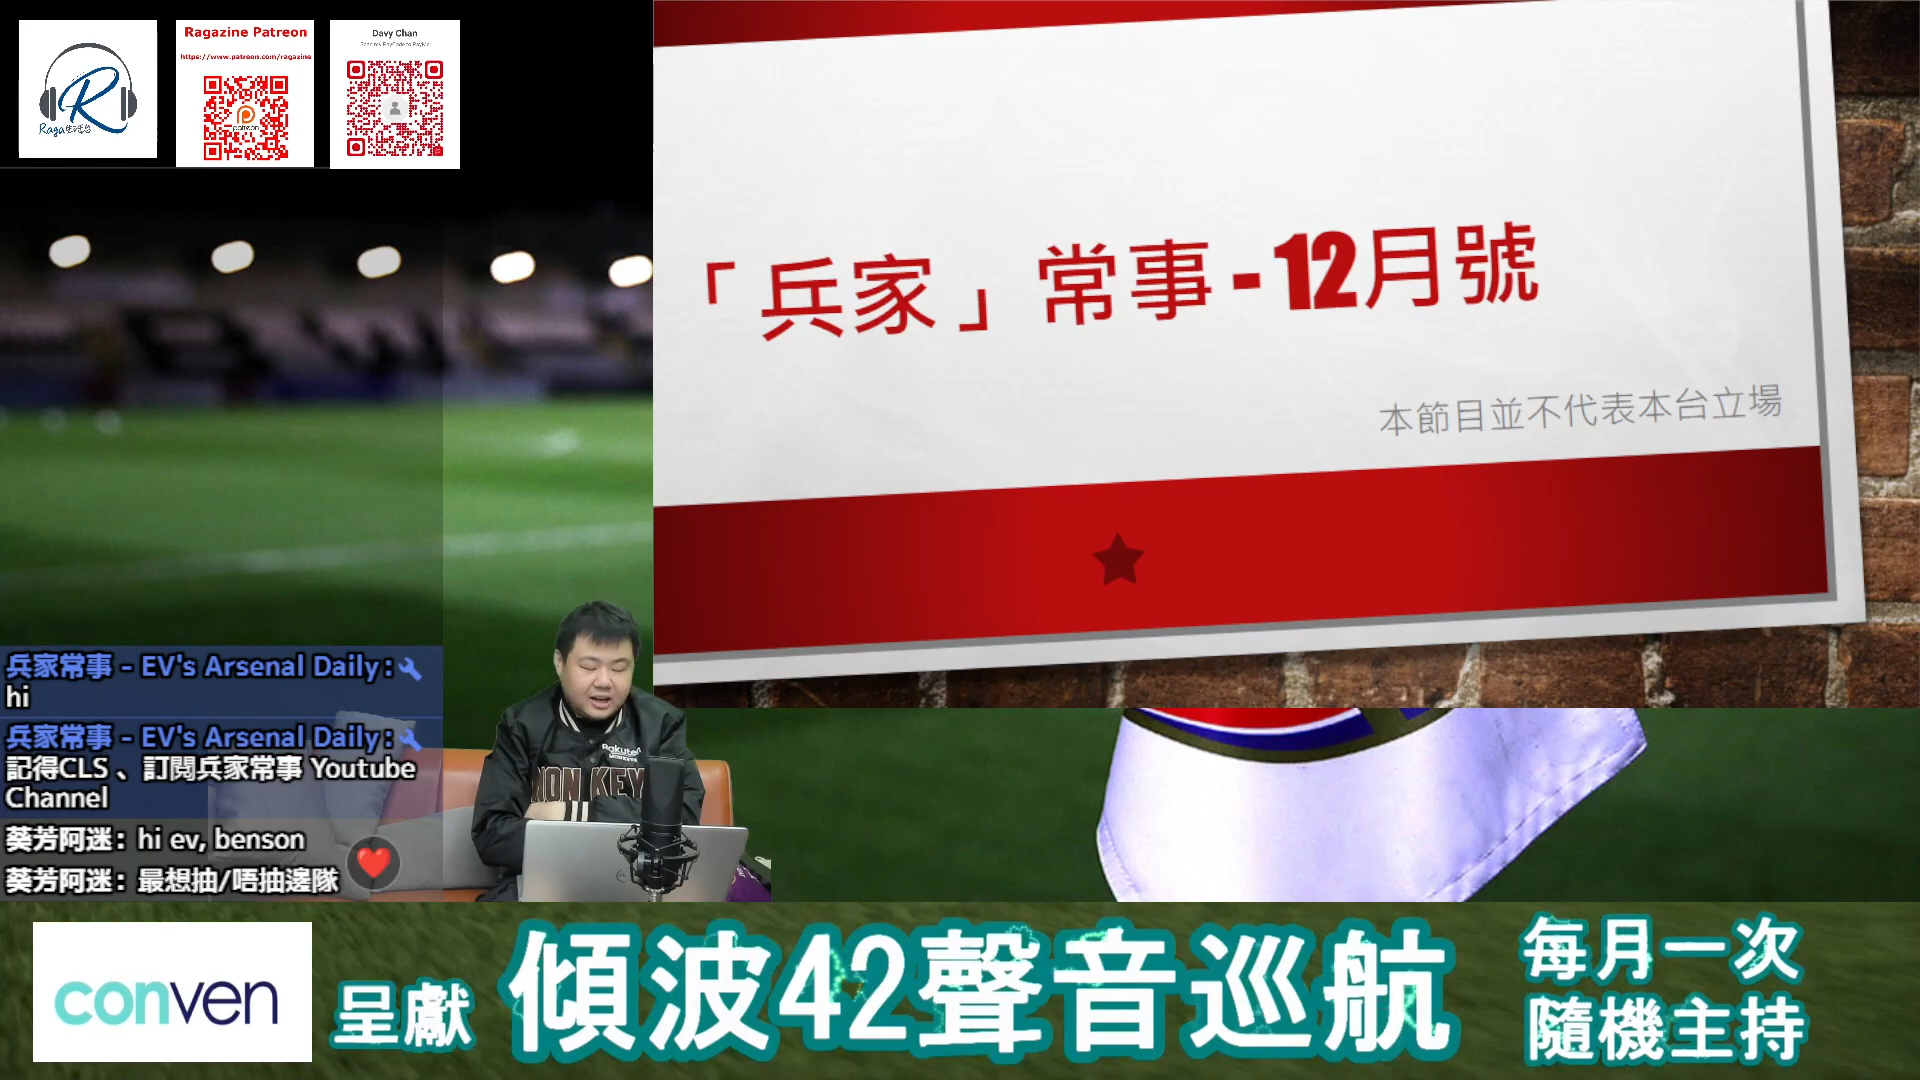 Raga
Ragazine Patreon
https://www.patreon.com/ragazine
patreon
Davy Chan
「兵家」常事 - 12月號
本節目並不代表本台立場
兵家常事 - EV's Arsenal Daily:
hi
兵家常事 - EV's Arsenal Daily:
記得CLS 、訂閱兵家常事 Youtube
Channel
葵芳阿迷: hi ev, benson
葵芳阿迷: 最想抽/唔抽邊隊
Rakuten
MONKEY
conven
呈獻
傾波42聲音巡航
每月一次
隨機主持